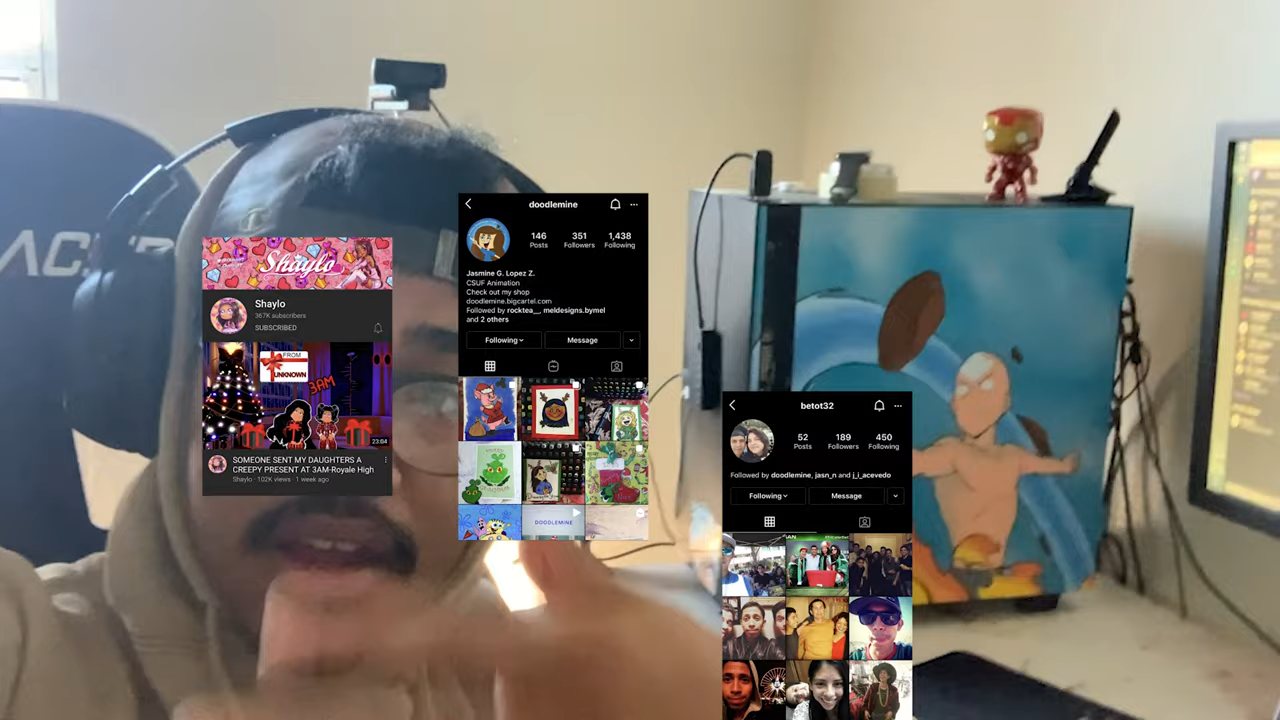 ACER
Shaylo
Shaylo
367K subscribers
SUBSCRIBED
FROM
UNKNOWN
3AM
23:04
SOMEONE SENT MY DAUGHTERS A
CREEPY PRESENT AT 3AM-Royale High
Shaylo · 102K views · 1 week ago
doodlemine
146 351 1,438
Posts Followers Following
Jasmine G. Lopez Z.
CSUF Animation
Check out my shop
doodlemine.bigcartel.com
Followed by rocktea__, meldesigns.bymel
and 2 others
Following Message
DOODLEMINE
betot32
52 189 450
Posts Followers Following
Followed by doodlemine, jasn_n and j_i_acevedo
Following Message